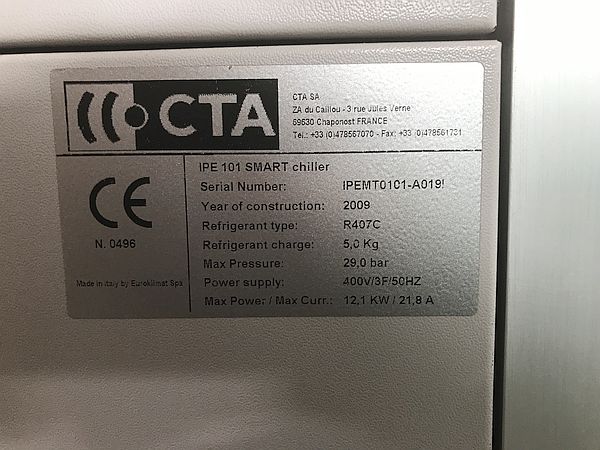 CTA
CTA SA
ZA du Caillou - 3 rue Jules Verne
69630 Chaponost FRANCE
Tel.: +33 (0)478567070 - Fax: +33 (0)478561731
IPE 101 SMART chiller
Serial Number: IPEMT0101-A019
Year of construction: 2009
Refrigerant type: R407C
Refrigerant charge: 5,0 Kg
Max Pressure: 29,0 bar
Power supply: 400V/3F/50HZ
Max Power / Max Curr.: 12,1 KW / 21,8 A
CE
N. 0496
Made in Italy by Euroklimat Spa